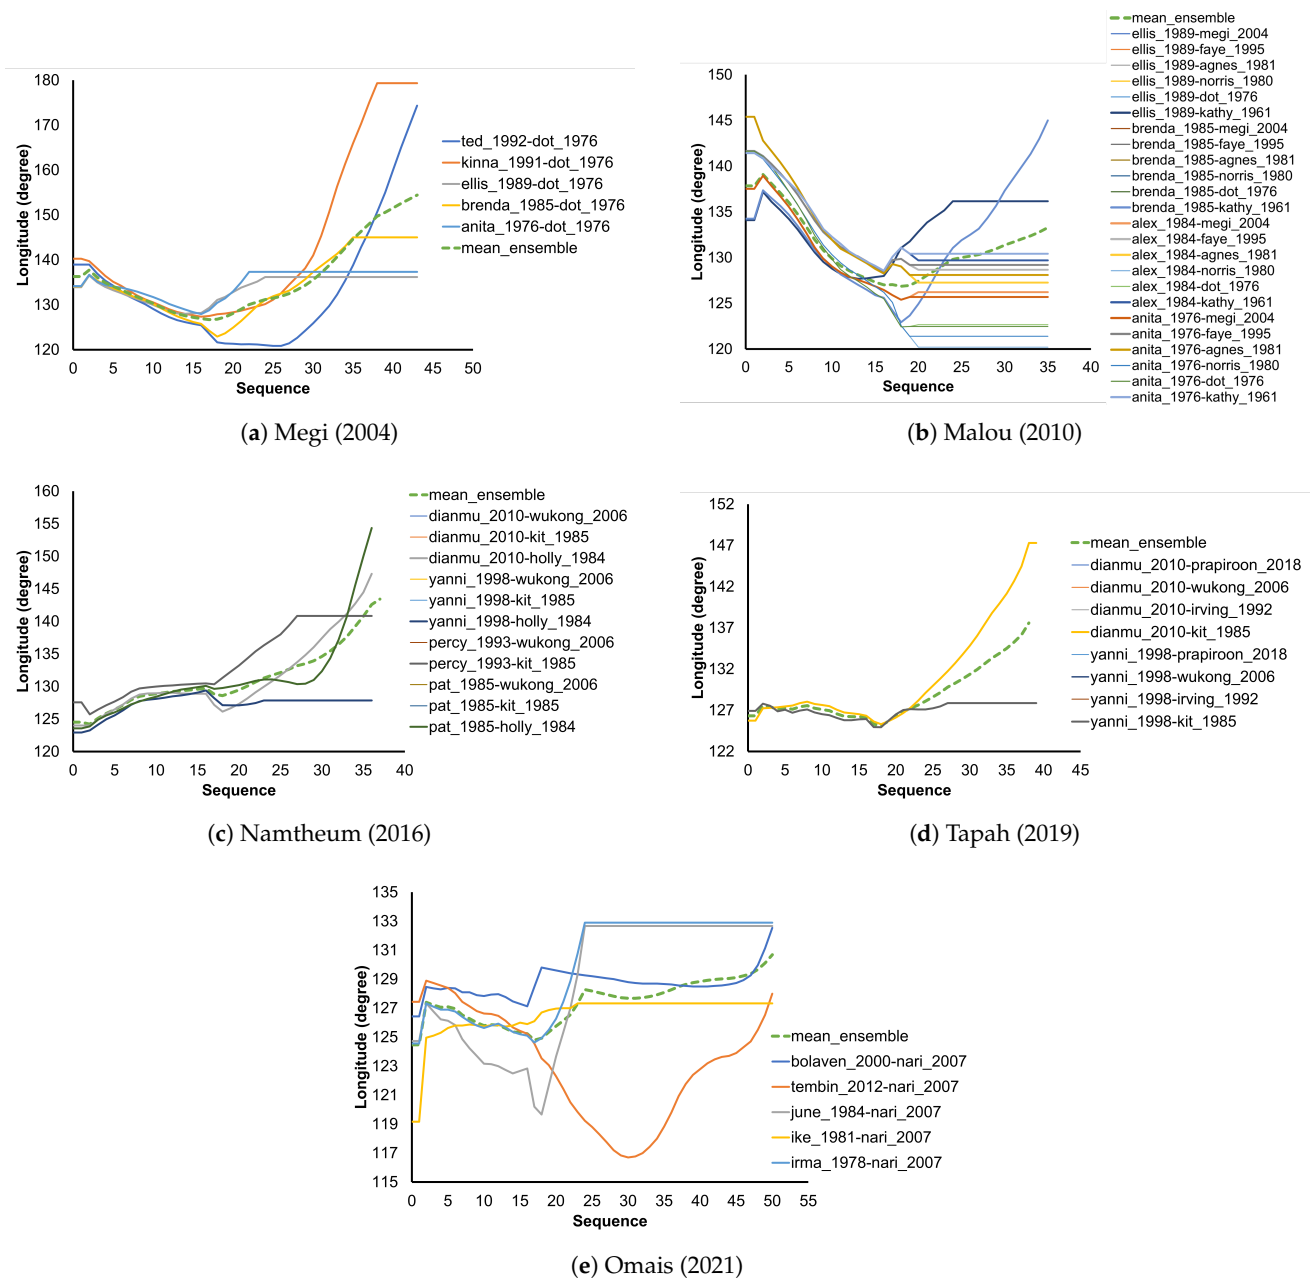 180
170
160
150
140
130
120
0 5 10 15 20 25 30 35 40 45 50
Longitude (degree)
Sequence
ted_1992-dot_1976
kinna_1991-dot_1976
ellis_1989-dot_1976
brenda_1985-dot_1976
anita_1976-dot_1976
mean_ensemble
(a) Megi (2004)
150
145
140
135
130
125
120
0 5 10 15 20 25 30 35 40
Longitude (degree)
Sequence
mean_ensemble
ellis_1989-megi_2004
ellis_1989-faye_1995
ellis_1989-agnes_1981
ellis_1989-norris_1980
ellis_1989-dot_1976
ellis_1989-kathy_1961
brenda_1985-megi_2004
brenda_1985-faye_1995
brenda_1985-agnes_1981
brenda_1985-norris_1980
brenda_1985-dot_1976
brenda_1985-kathy_1961
alex_1984-megi_2004
alex_1984-faye_1995
alex_1984-agnes_1981
alex_1984-norris_1980
alex_1984-dot_1976
alex_1984-kathy_1961
anita_1976-megi_2004
anita_1976-faye_1995
anita_1976-agnes_1981
anita_1976-norris_1980
anita_1976-dot_1976
anita_1976-kathy_1961
(b) Malou (2010)
160
155
150
145
140
135
130
125
120
0 5 10 15 20 25 30 35 40
Longitude (degree)
Sequence
mean_ensemble
dianmu_2010-wukong_2006
dianmu_2010-kit_1985
dianmu_2010-holly_1984
yanni_1998-wukong_2006
yanni_1998-kit_1985
yanni_1998-holly_1984
percy_1993-wukong_2006
percy_1993-kit_1985
pat_1985-wukong_2006
pat_1985-kit_1985
pat_1985-holly_1984
(c) Namtheum (2016)
152
147
142
137
132
127
122
0 5 10 15 20 25 30 35 40 45
Longitude (degree)
Sequence
mean_ensemble
dianmu_2010-prapiroon_2018
dianmu_2010-wukong_2006
dianmu_2010-irving_1992
dianmu_2010-kit_1985
yanni_1998-prapiroon_2018
yanni_1998-wukong_2006
yanni_1998-irving_1992
yanni_1998-kit_1985
(d) Tapah (2019)
135
133
131
129
127
125
123
121
119
117
115
0 5 10 15 20 25 30 35 40 45 50 55
Longitude (degree)
Sequence
mean_ensemble
bolaven_2000-nari_2007
tembin_2012-nari_2007
june_1984-nari_2007
ike_1981-nari_2007
irma_1978-nari_2007
(e) Omais (2021)